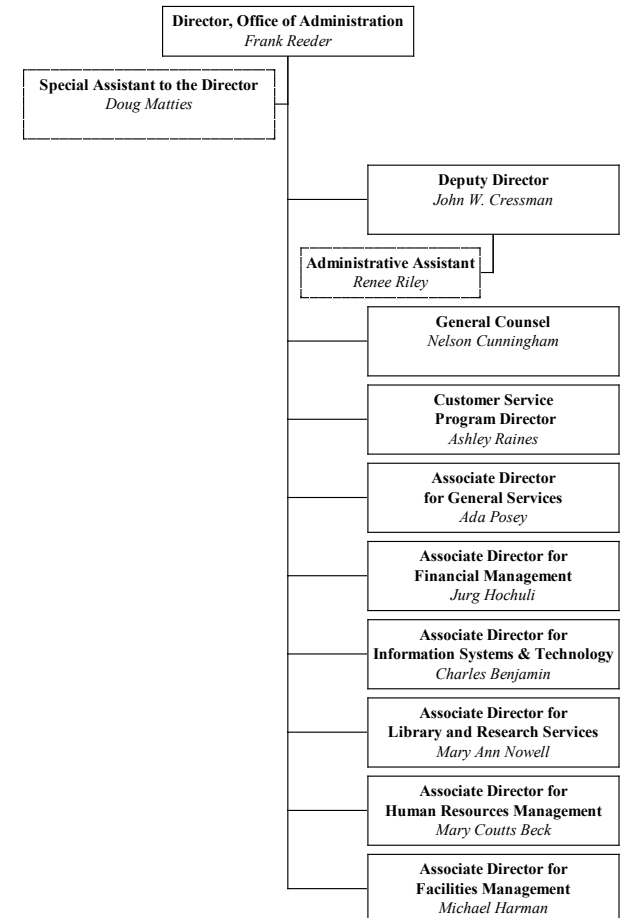 Director, Office of Administration
Frank Reeder
Special Assistant to the Director
Doug Matties
Deputy Director
John W. Cressman
Administrative Assistant
Renee Riley
General Counsel
Nelson Cunningham
Customer Service
Program Director
Ashley Raines
Associate Director
for General Services
Ada Posey
Associate Director for
Financial Management
Jurg Hochuli
Associate Director for
Information Systems & Technology
Charles Benjamin
Associate Director for
Library and Research Services
Mary Ann Nowell
Associate Director for
Human Resources Management
Mary Coutts Beck
Associate Director for
Facilities Management
Michael Harman